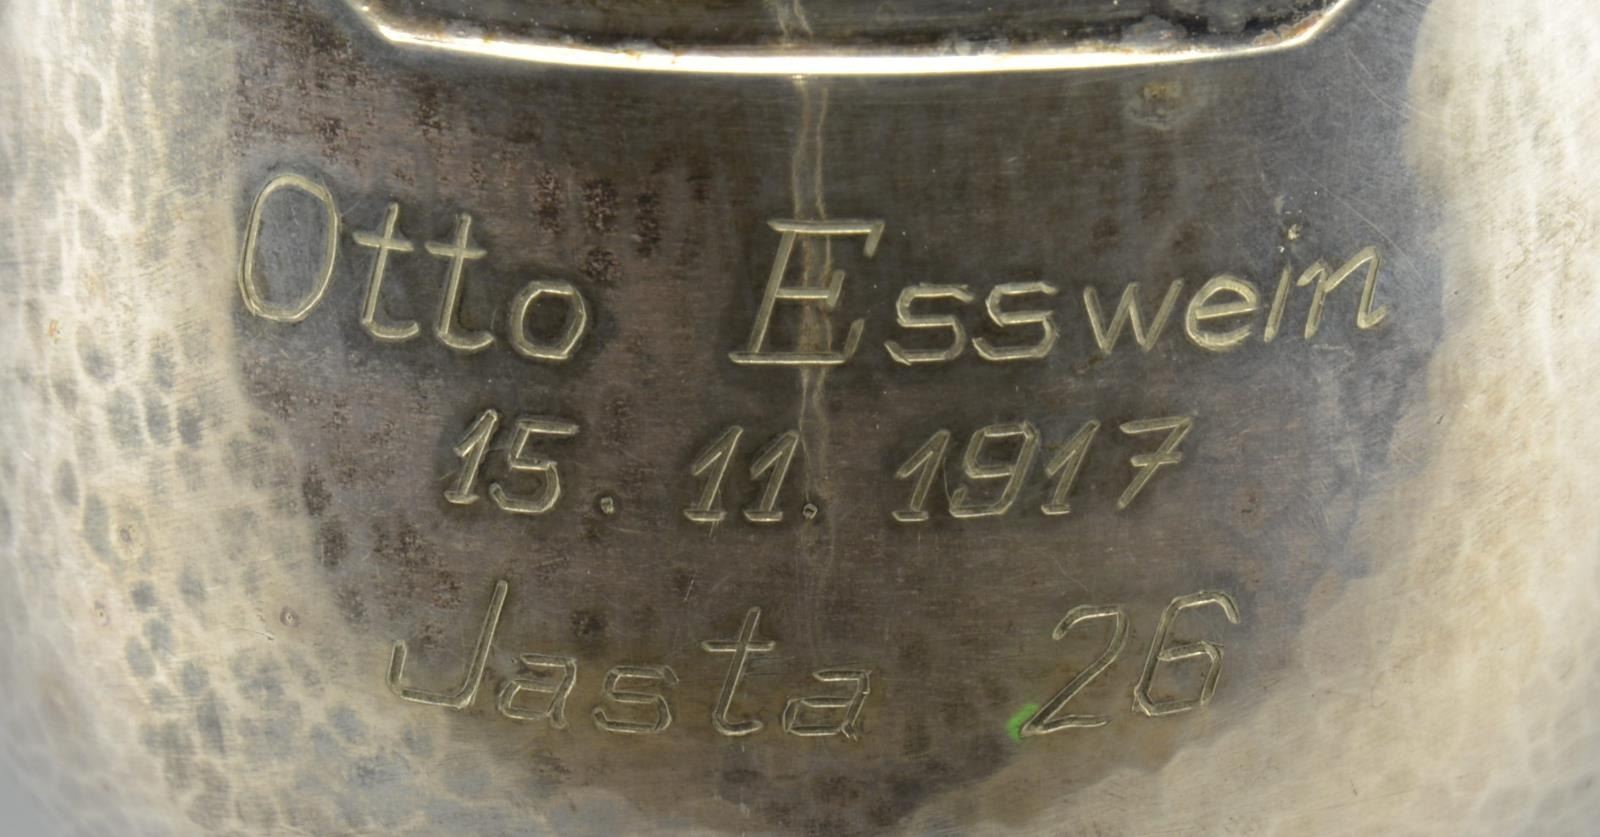 Otto Esswein
15. 11. 1917
Jasta 26